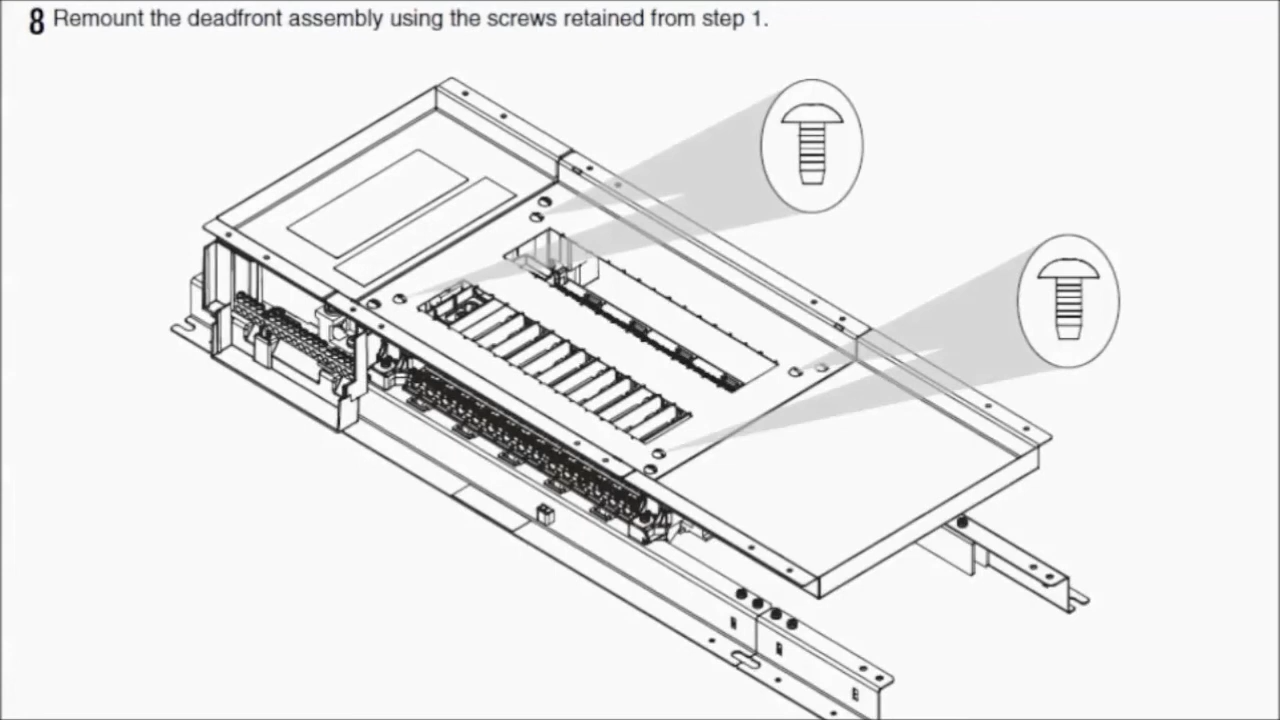 8 Remount the deadfront assembly using the screws retained from step 1.